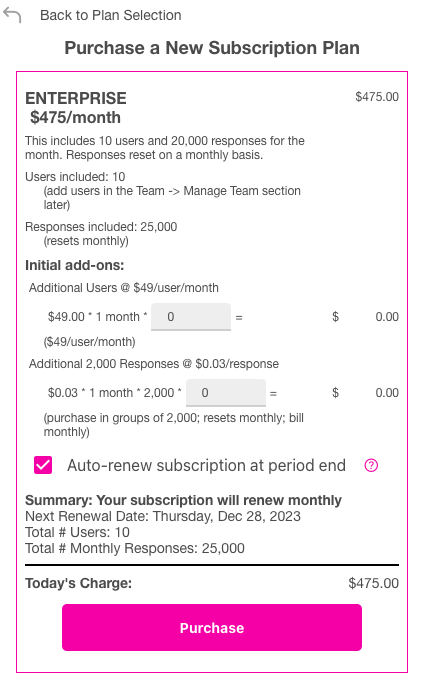 Back to Plan Selection
Purchase a New Subscription Plan
ENTERPRISE $475.00
$475/month
This includes 10 users and 20,000 responses for the
month. Responses reset on a monthly basis.
Users included: 10
(add users in the Team -> Manage Team section
later)
Responses included: 25,000
(resets monthly)
Initial add-ons:
Additional Users @ $49/user/month
$49.00 * 1 month * 0 = $ 0.00
($49/user/month)
Additional 2,000 Responses @ $0.03/response
$0.03 * 1 month * 2,000 * 0 = $ 0.00
(purchase in groups of 2,000; resets monthly; bill
monthly)
Auto-renew subscription at period end ?
Summary: Your subscription will renew monthly
Next Renewal Date: Thursday, Dec 28, 2023
Total # Users: 10
Total # Monthly Responses: 25,000
Today's Charge: $475.00
Purchase